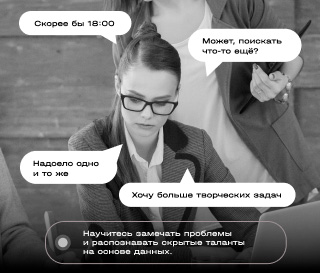 Скорее бы 18:00
Может, поискать
что-то ещё?
Надоело одно
и то же
Хочу больше творческих задач
Научитесь замечать проблемы
и распознавать скрытые таланты
на основе данных.